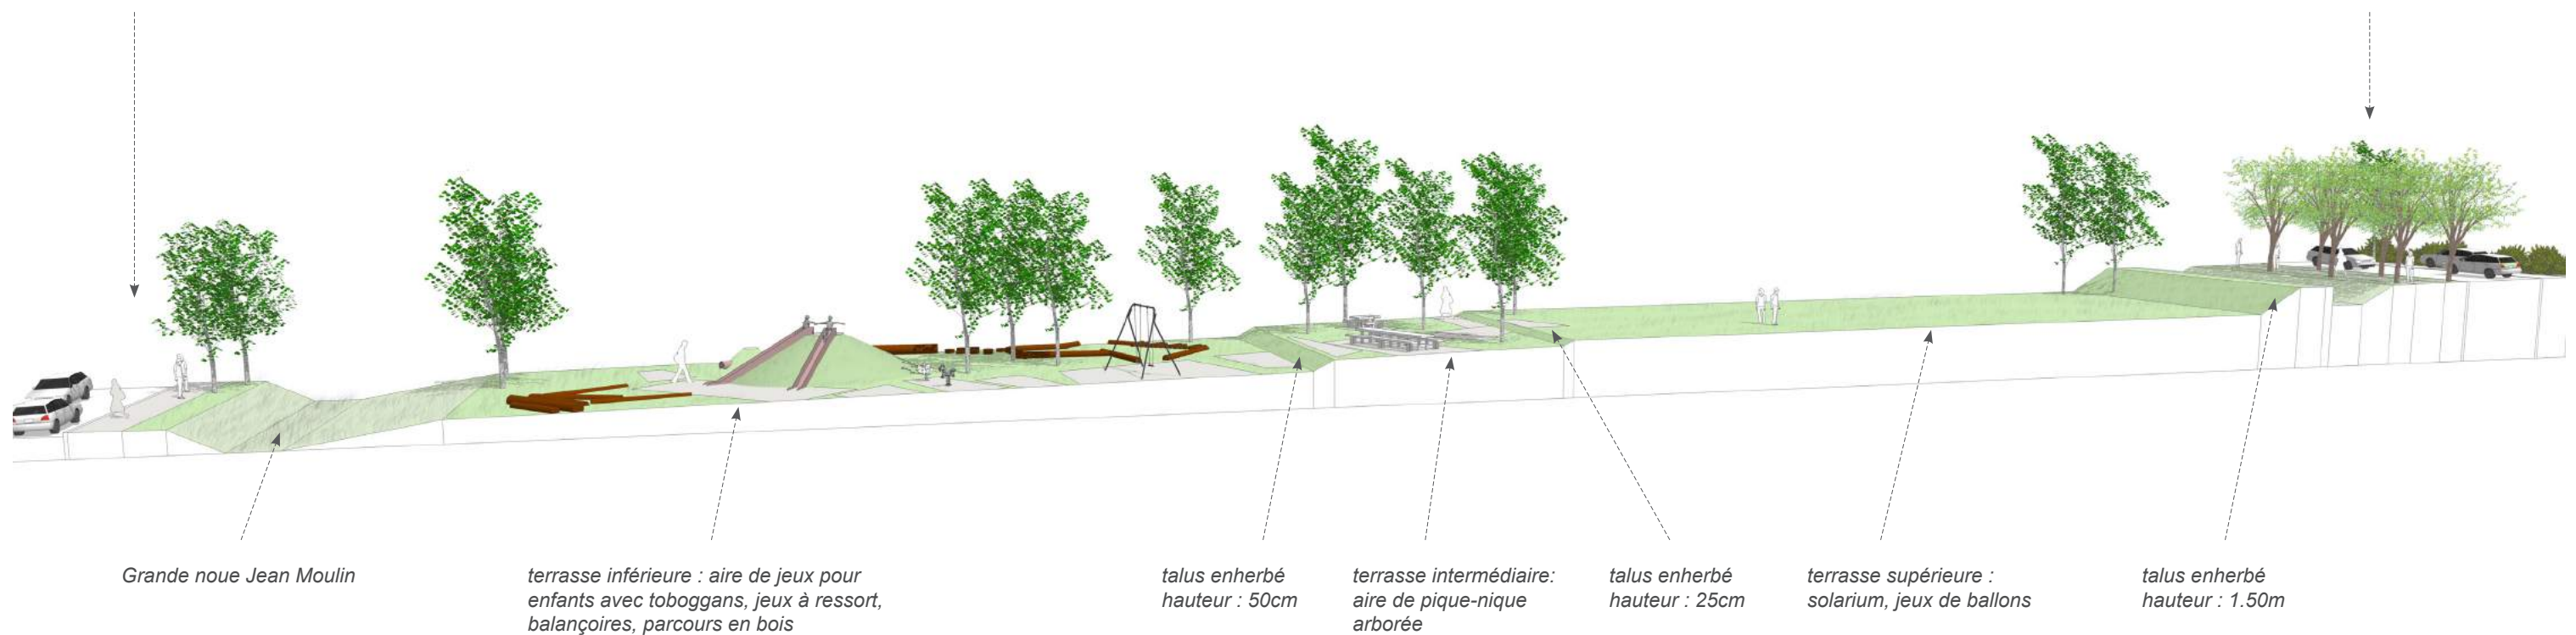 Grande noue Jean Moulin
terrasse inférieure : aire de jeux pour
enfants avec toboggans, jeux à ressort,
balançoires, parcours en bois
talus enherbé
hauteur : 50cm
terrasse intermédiaire:
aire de pique-nique
arborée
talus enherbé
hauteur : 25cm
terrasse supérieure :
solarium, jeux de ballons
talus enherbé
hauteur : 1.50m